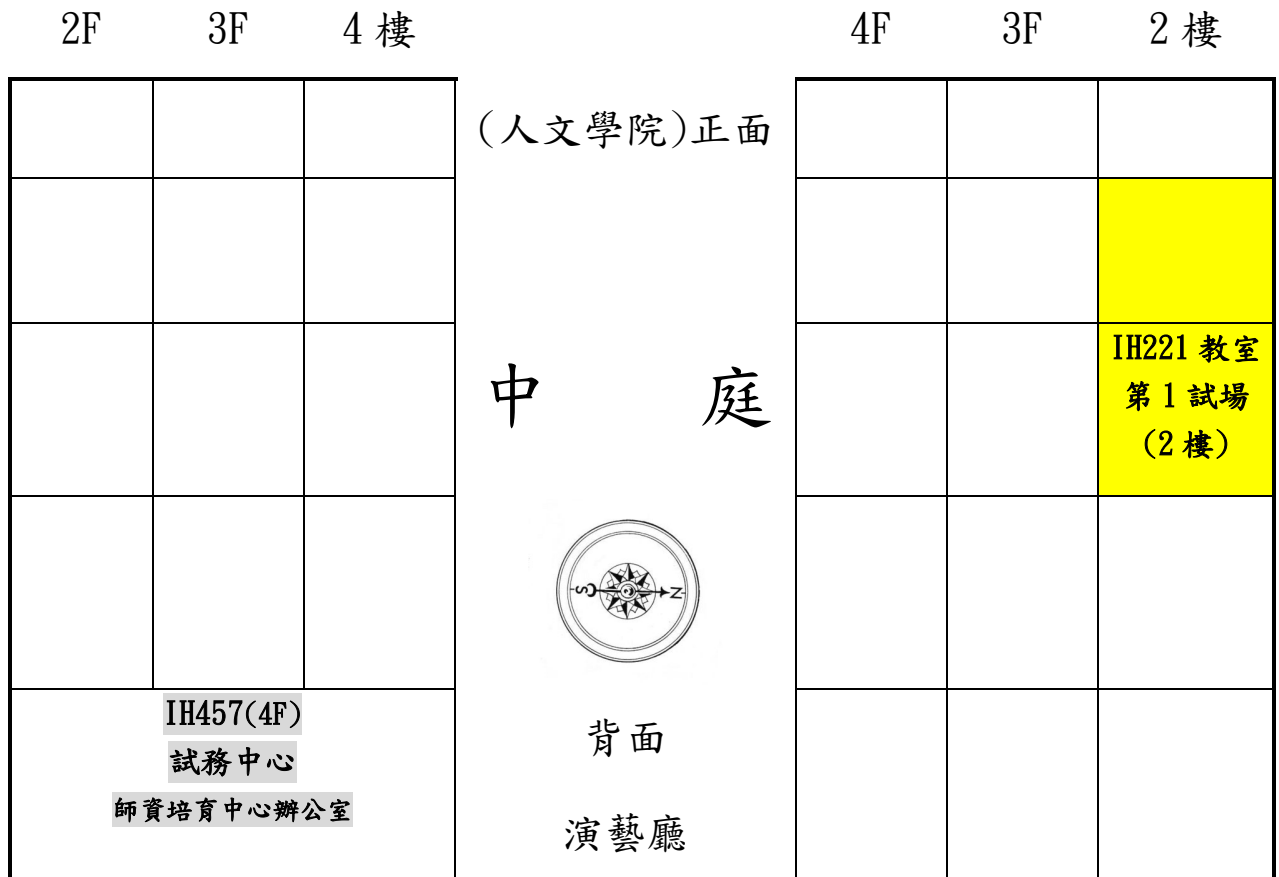 2F 3F 4 樓 4F 3F 2 樓
(人文學院)正面
IH221 教室
第 1 試場
(2 樓)
中 庭
S N
IH457(4F)
試務中心
師資培育中心辦公室
背面
演藝廳